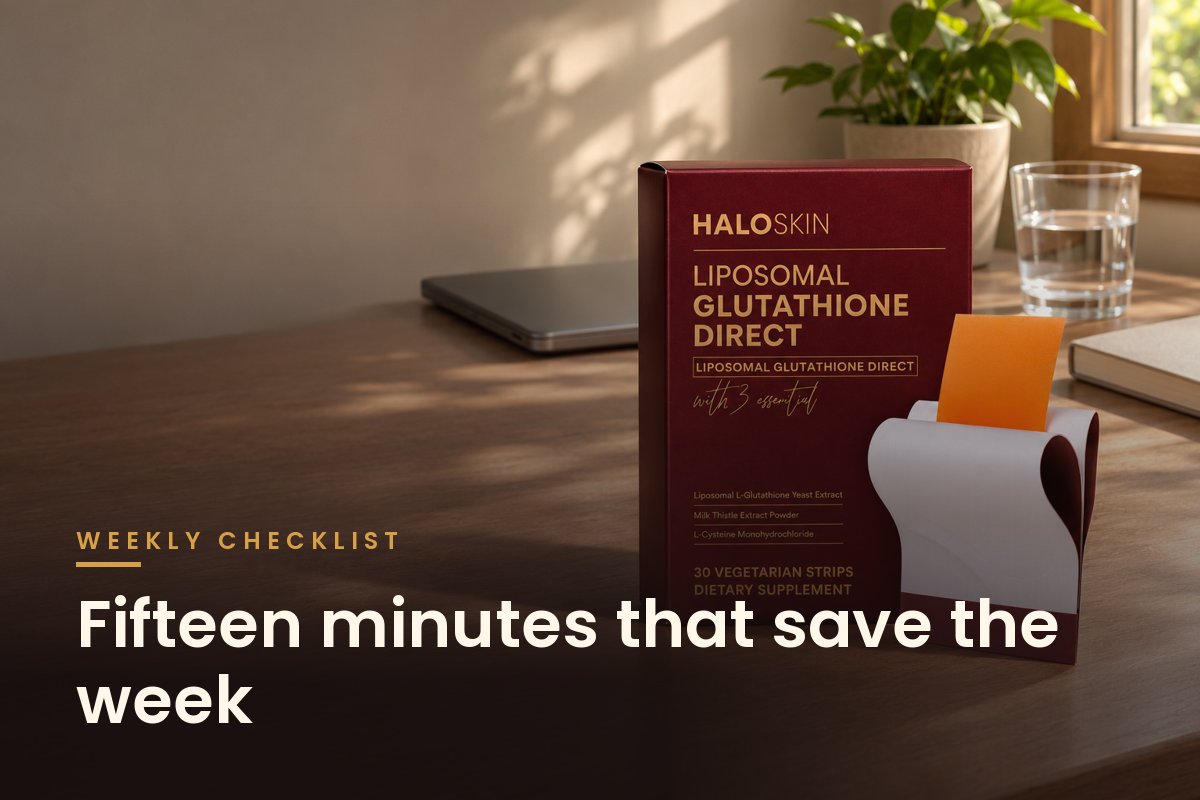 HALOSKIN
LIPOSOMAL
GLUTATHIONE
DIRECT
LIPOSOMAL GLUTATHIONE DIRECT
with 3 essential
Liposomal L-Glutathione Yeast Extract
Milk Thistle Extract Powder
L-Cysteine Monohydrochloride
30 VEGETARIAN STRIPS
DIETARY SUPPLEMENT
WEEKLY CHECKLIST
Fifteen minutes that save the
week